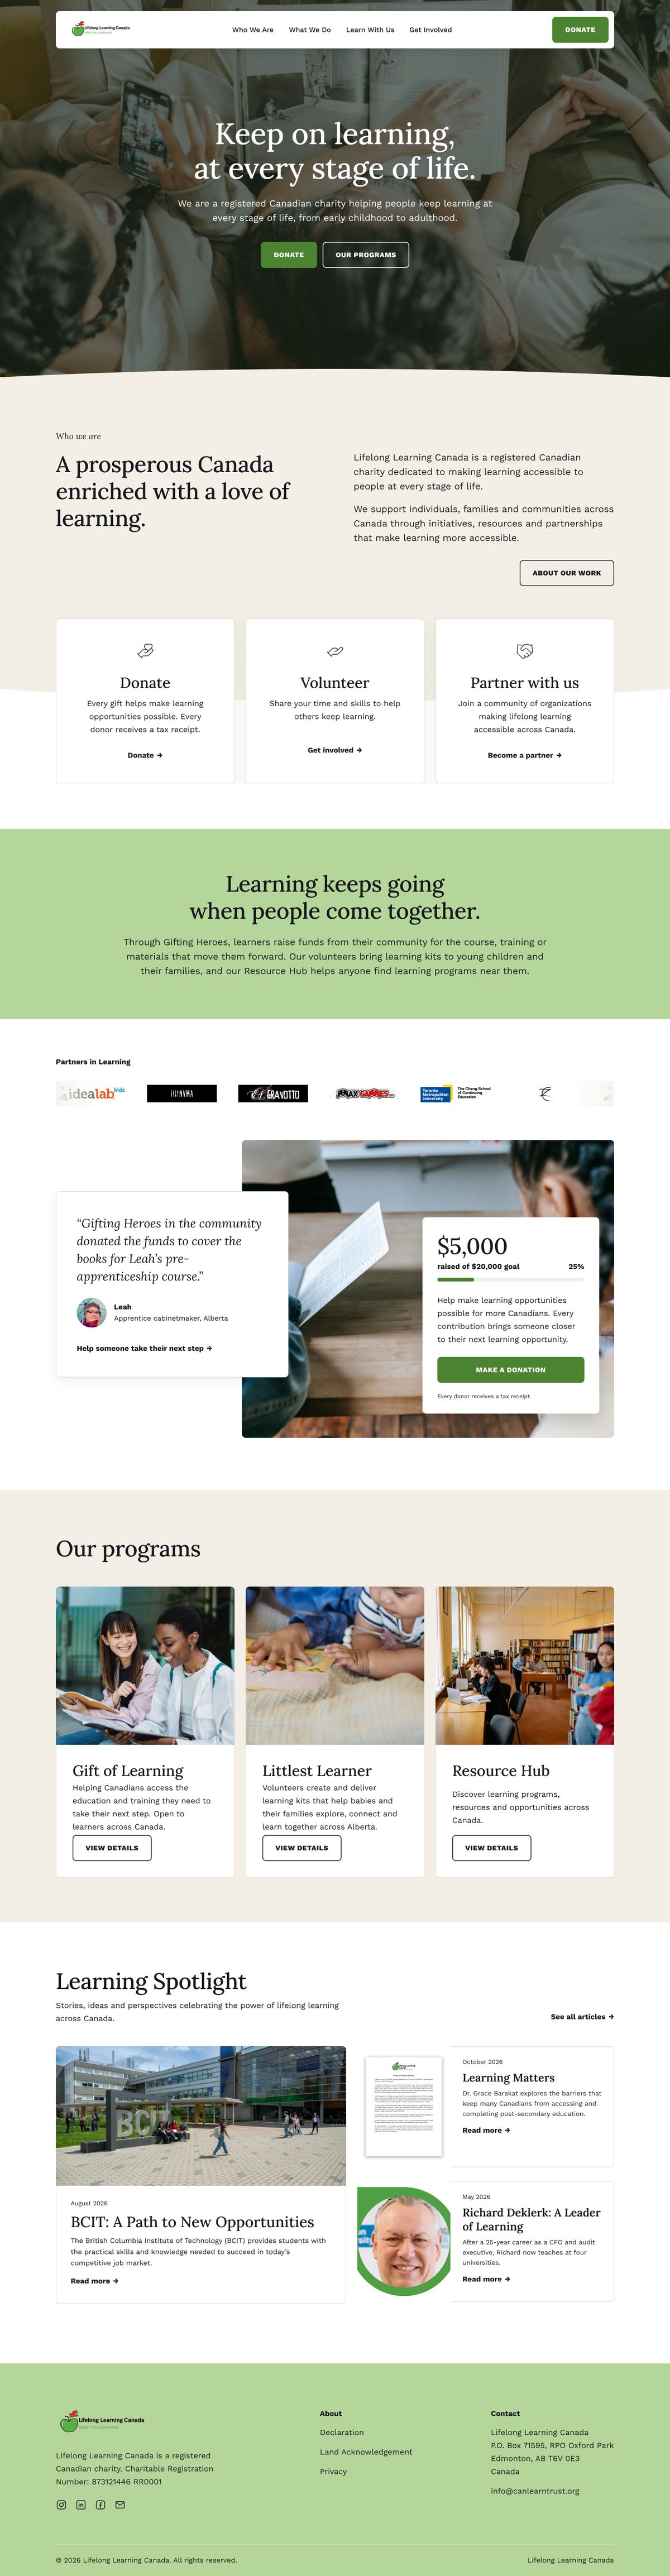 Lifelong Learning Canada
Who We Are
What We Do
Learn With Us
Get Involved
DONATE
Keep on learning,
at every stage of life.
We are a registered Canadian charity helping people keep learning at
every stage of life, from early childhood to adulthood.
DONATE
OUR PROGRAMS
Who we are
A prosperous Canada
enriched with a love of
learning.
Lifelong Learning Canada is a registered Canadian
charity dedicated to making learning accessible to
people at every stage of life.
We support individuals, families and communities across
Canada through initiatives, resources and partnerships
that make learning more accessible.
ABOUT OUR WORK
Donate
Every gift helps make learning
opportunities possible. Every
donor receives a tax receipt.
Donate →
Volunteer
Share your time and skills to help
others keep learning.
Get involved →
Partner with us
Join a community of organizations
making lifelong learning
accessible across Canada.
Become a partner →
Learning keeps going
when people come together.
Through Gifting Heroes, learners raise funds from their community for the course, training or
materials that move them forward. Our volunteers bring learning kits to young children and
their families, and our Resource Hub helps anyone find learning programs near them.
Partners in Learning
idealab kids
GRAVOTTO
MAX GAMES
Toronto
Metropolitan
University
The Chang School
of Continuing
Education
“Gifting Heroes in the community
donated the funds to cover the
books for Leah’s pre-
apprenticeship course.”
Leah
Apprentice cabinetmaker, Alberta
Help someone take their next step →
$5,000
raised of $20,000 goal
25%
Help make learning opportunities
possible for more Canadians. Every
contribution brings someone closer
to their next learning opportunity.
MAKE A DONATION
Every donor receives a tax receipt.
Our programs
Gift of Learning
Helping Canadians access the
education and training they need to
take their next step. Open to
learners across Canada.
VIEW DETAILS
Littlest Learner
Volunteers create and deliver
learning kits that help babies and
their families explore, connect and
learn together across Alberta.
VIEW DETAILS
Resource Hub
Discover learning programs,
resources and opportunities across
Canada.
VIEW DETAILS
Learning Spotlight
Stories, ideas and perspectives celebrating the power of lifelong learning
across Canada.
See all articles →
BCIT
August 2026
BCIT: A Path to New Opportunities
The British Columbia Institute of Technology (BCIT) provides students with
the practical skills and knowledge needed to succeed in today’s
competitive job market.
Read more →
October 2026
Learning Matters
Dr. Grace Barakat explores the barriers that
keep many Canadians from accessing and
completing post-secondary education.
Read more →
May 2026
Richard Deklerk: A Leader
of Learning
After a 25-year career as a CFO and audit
executive, Richard now teaches at four
universities.
Read more →
Lifelong Learning Canada
Lifelong Learning Canada is a registered
Canadian charity. Charitable Registration
Number: 873121446 RR0001
About
Declaration
Land Acknowledgement
Privacy
Contact
Lifelong Learning Canada
P.O. Box 71595, RPO Oxford Park
Edmonton, AB T6V 0E3
Canada
info@canlearntrust.org
© 2026 Lifelong Learning Canada. All rights reserved.
Lifelong Learning Canada